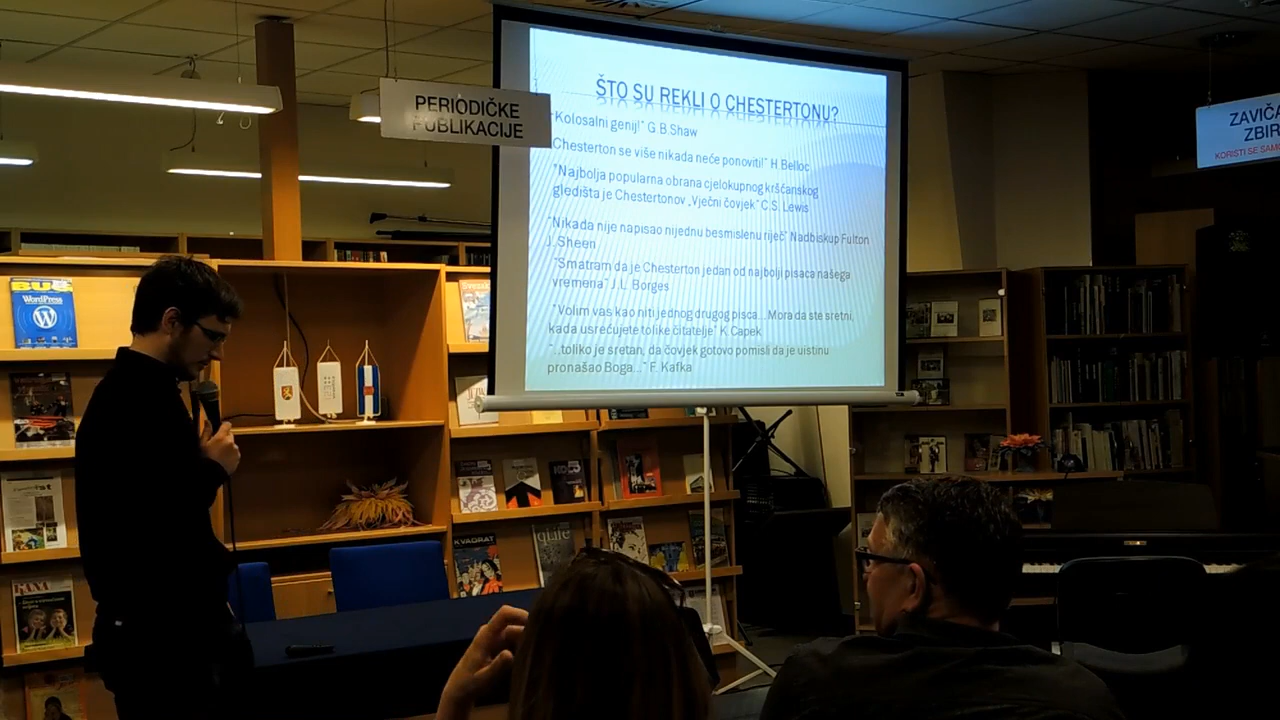 PERIODIČKE
PUBLIKACIJE
ŠTO SU REKLI O CHESTERTONU?
"Kolosalni genij!" G.B.Shaw
"Chesterton se više nikada neće ponoviti!" H.Belloc
"Najbolja popularna obrana cjelokupnog kršćanskog
gledišta je Chestertonov „Vječni čovjek" C.S. Lewis
"Nikada nije napisao nijednu besmislenu riječ" Nadbiskup Fulton
J. Sheen
"Smatram da je Chesterton jedan od najbolji pisaca našega
vremena" J.L. Borges
"Volim vas kao niti jednog drugog pisca...Mora da ste sretni,
kada usrećujete tolike čitatelje" K. Capek
"...toliko je sretan, da čovjek gotovo pomisli da je uistinu
pronašao Boga..." F. Kafka
ZAVIČA
ZBIR
KORISTI SE SAMO
BUG
WordPress
W
KVADRAT